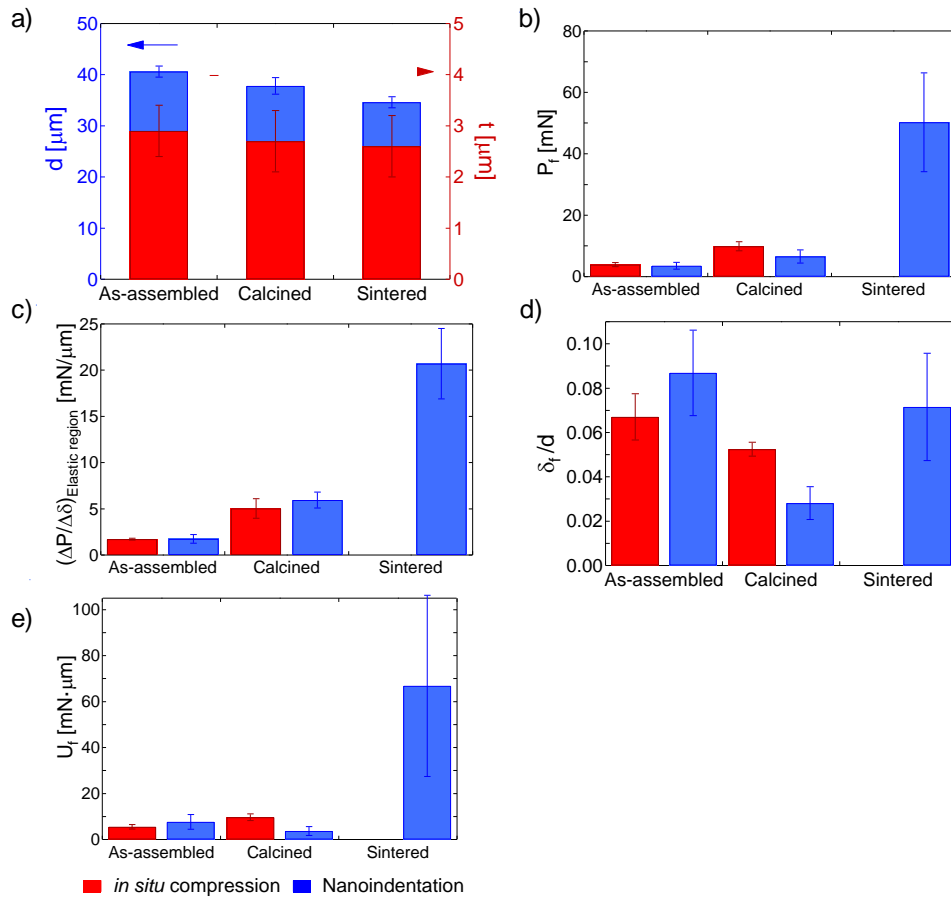 a)
50
40
30
20
10
0
d [μm]
5
4
3
2
1
0
t [μm]
As-assembled Calcined Sintered
b)
80
60
40
20
0
P_f [mN]
As-assembled Calcined Sintered
c)
25
20
15
10
5
0
(ΔP/Δδ)Elastic region [mN/μm]
As-assembled Calcined Sintered
d)
0.10
0.08
0.06
0.04
0.02
0.00
δ_f/d
As-assembled Calcined Sintered
e)
100
80
60
40
20
0
U_f [mN·μm]
As-assembled Calcined Sintered
in situ compression Nanoindentation